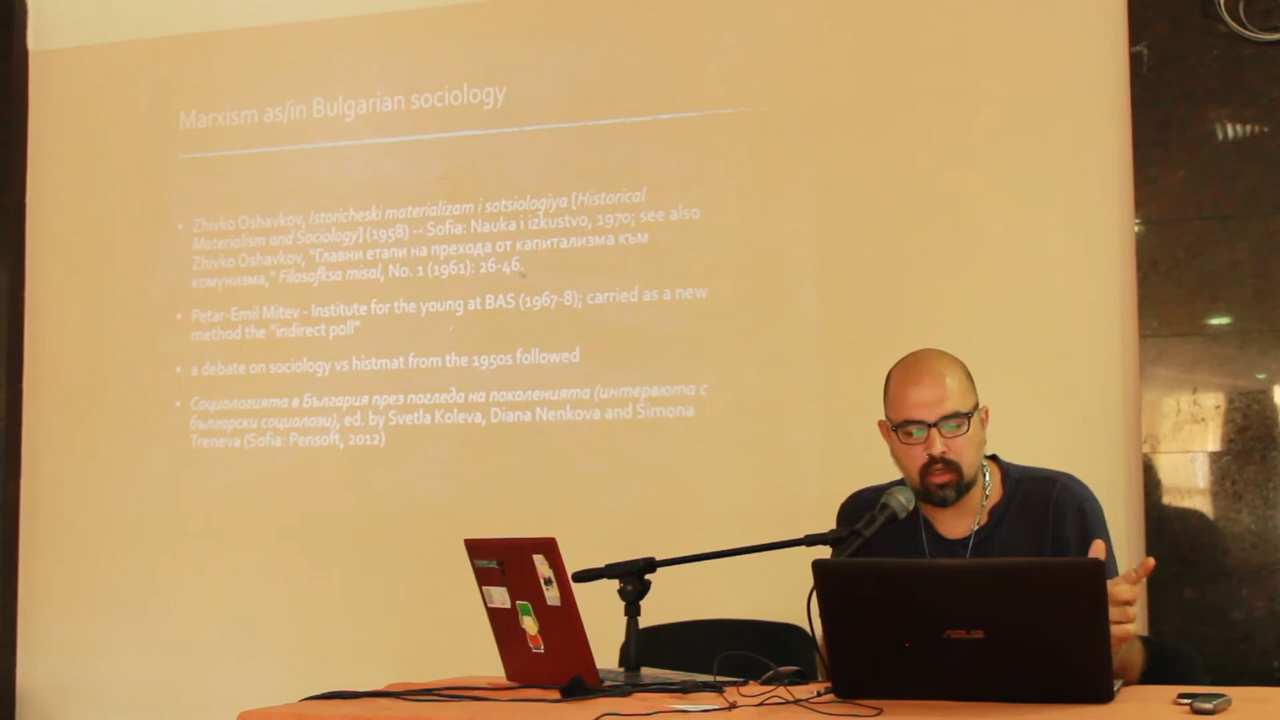 Marxism as/in Bulgarian sociology
Zhivko Oshavkov, Istoricheski materializam i sotsiologiya [Historical
Materialism and Sociology] (1958) -- Sofia: Nauka i izkustvo, 1970; see also
Zhivko Oshavkov, "Главни етапи на прехода от капитализма към
комунизма," Filosofksa misal, No. 1 (1961): 26-46.
Petar-Emil Mitev - Institute for the young at BAS (1967-8); carried as a new
method the "indirect poll"
a debate on sociology vs histmat from the 1950s followed
Социологията в България през погледа на поколенията (интервюта с
български социолози), ed. by Svetla Koleva, Diana Nenkova and Simona
Treneva (Sofia: Pensoft, 2012)
ASUS